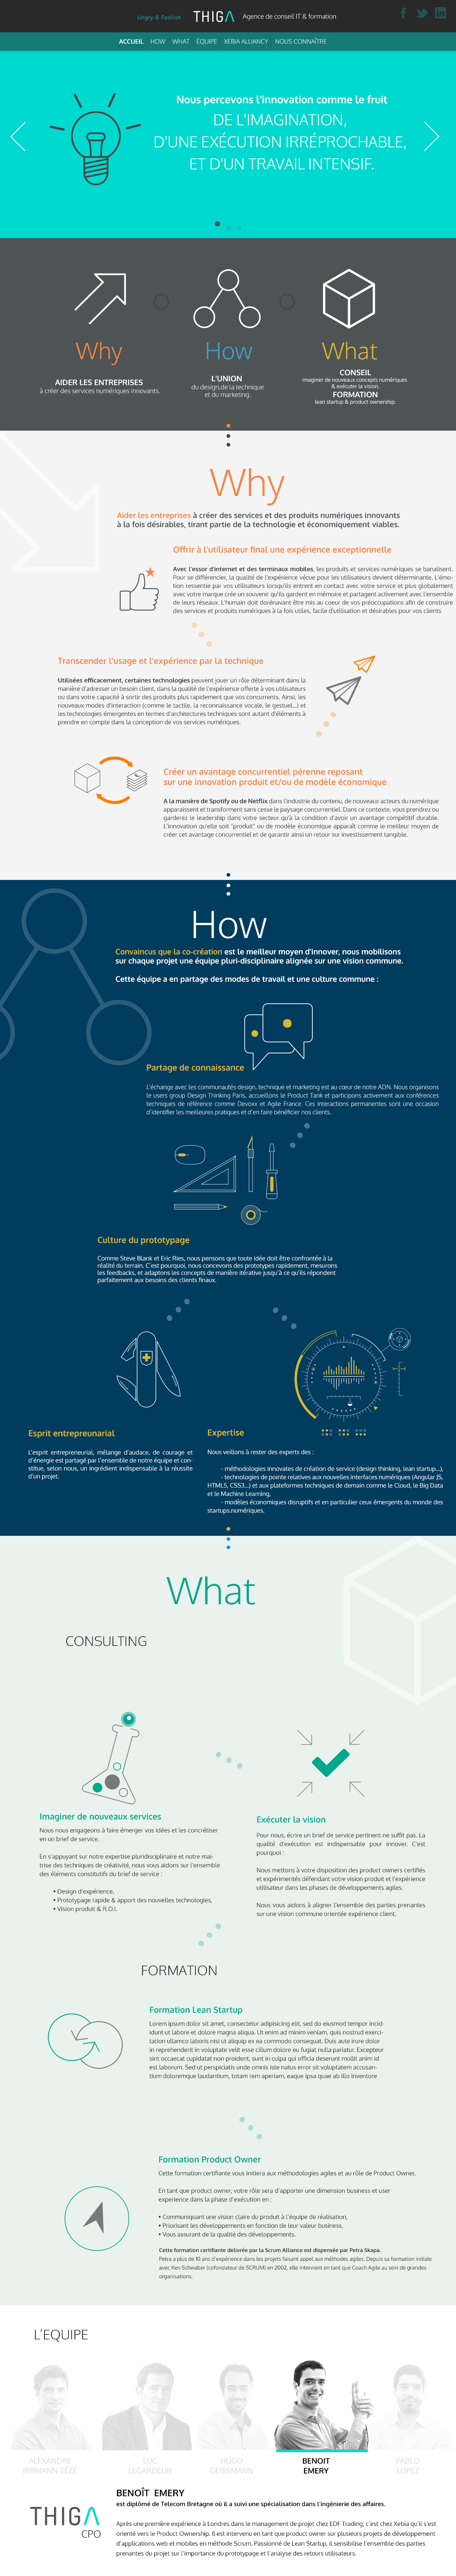 Ungry & Foolish THIGA Agence de conseil IT & formation
ACCUEIL HOW WHAT ÉQUIPE XEBIA ALLIANCY NOUS CONNAÎTRE
Nous percevons l'innovation comme le fruit
DE L'IMAGINATION,
D'UNE EXÉCUTION IRRÉPROCHABLE,
ET D'UN TRAVAIL INTENSIF.
Why
AIDER LES ENTREPRISES
à créer des services numériques innovants.
How
L'UNION
du design,de la technique
et du marketing.
What
CONSEIL
imaginer de nouveaux concepts numériques
& exécuter la vision.
FORMATION
lean startup & product ownership.
Why
Aider les entreprises à créer des services et des produits numériques innovants
à la fois désirables, tirant partie de la technologie et économiquement viables.
Offrir à l'utilisateur final une expérience exceptionnelle
Avec l'essor d'internet et des terminaux mobiles, les produits et services numériques se banalisent.
Pour se différencier, la qualité de l'expérience vécue pour les utilisateurs devient déterminante. L'émo-
tion ressentie par vos utilisateurs lorsqu'ils entrent en contact avec votre service et plus globalement
avec votre marque crée un souvenir qu'ils gardent en mémoire et partagent activement avec l'ensemble
de leurs réseaux. L'humain doit dorénavant être mis au coeur de vos préoccupations afin de construire
des services et produits numériques à la fois utiles, facile d'utilisation et désirables pour vos clients
Transcender l'usage et l'expérience par la technique
Utilisées efficacement, certaines technologies peuvent jouer un rôle déterminant dans la
manière d'adresser un besoin client, dans la qualité de l'expérience offerte à vos utilisateurs
ou dans votre capacité à sortir des produits plus rapidement que vos concurrents. Ainsi, les
nouveaux modes d'interaction (comme le tactile, la reconnaissance vocale, le gestuel...) et
les technologies émergentes en termes d'architectures techniques sont autant d'éléments à
prendre en compte dans la conception de vos services numériques.
Créer un avantage concurrentiel pérenne reposant
sur une innovation produit et/ou de modèle économique
A la manière de Spotify ou de Netflix dans l'industrie du contenu, de nouveaux acteurs du numérique
apparaissent et transforment sans cesse le paysage concurrentiel. Dans ce contexte, vous prendrez ou
garderez le leadership dans votre secteur qu'à la condition d'avoir un avantage compétitif durable.
L'innovation qu'elle soit "produit" ou de modèle économique apparaît comme le meilleur moyen de
créer cet avantage concurrentiel et de garantir ainsi un retour sur investissement tangible.
How
Convaincus que la co-création est le meilleur moyen d'innover, nous mobilisons
sur chaque projet une équipe pluri-disciplinaire alignée sur une vision commune.
Cette équipe a en partage des modes de travail et une culture commune :
Partage de connaissance
L'échange avec les communautés design, technique et marketing est au cœur de notre ADN. Nous organisons
le users group Design Thinking Paris, accueillons le Product Tank et participons activement aux conférences
techniques de référence comme Devoxx et Agile France. Ces interactions permanentes sont une occasion
d'identifier les meilleures pratiques et d'en faire bénéficier nos clients.
Culture du prototypage
Comme Steve Blank et Eric Ries, nous pensons que toute idée doit être confrontée à la
réalité du terrain. C'est pourquoi, nous concevons des prototypes rapidement, mesurons
les feedbacks, et adaptons les concepts de manière itérative jusqu'à ce qu'ils répondent
parfaitement aux besoins des clients finaux.
Esprit entrepreunarial
L'esprit entrepreneurial, mélange d'audace, de courage et
d'énergie est partagé par l'ensemble de notre équipe et con-
stitue, selon nous, un ingrédient indispensable à la réussite
d'un projet.
Expertise
Nous veillons à rester des experts des :
- méthodologies innovates de création de service (design thinking, lean startup...),
- technologies de pointe relatives aux nouvelles interfaces numériques (Angular JS,
HTML5, CSS3...) et aux plateformes techniques de demain comme le Cloud, le Big Data
et le Machine Learning,
- modèles économiques disruptifs et en particulier ceux émergents du monde des
startups.numériques.
What
CONSULTING
Imaginer de nouveaux services
Nous nous engageons à faire émerger vos idées et les concrétiser
en un brief de service.
En s'appuyant sur notre expertise pluridisciplinaire et notre mai-
trise des techniques de créativité, nous vous aidons sur l'ensemble
des éléments constitutifs du brief de service :
• Design d'expérience,
• Prototypage rapide & apport des nouvelles technologies,
• Vision produit & R.O.I.
Exécuter la vision
Pour nous, écrire un brief de service pertinent ne suffit pas. La
qualité d'exécution est indispensable pour innover. C'est
pourquoi :
Nous mettons à votre disposition des product owners certifiés
et expérimentés défendant votre vision produit et l'expérience
utilisateur dans les phases de développements agiles.
Nous vous aidons à aligner l'ensemble des parties prenantes
sur une vision commune orientée expérience client.
FORMATION
Formation Lean Startup
Lorem ipsum dolor sit amet, consectetur adipisicing elit, sed do eiusmod tempor incid-
idunt ut labore et dolore magna aliqua. Ut enim ad minim veniam, quis nostrud exerci-
tation ullamco laboris nisi ut aliquip ex ea commodo consequat. Duis aute irure dolor
in reprehenderit in voluptate velit esse cillum dolore eu fugiat nulla pariatur. Excepteur
sint occaecat cupidatat non proident, sunt in culpa qui officia deserunt mollit anim id
est laborum. Sed ut perspiciatis unde omnis iste natus error sit voluptatem accusan-
tium doloremque laudantium, totam rem aperiam, eaque ipsa quae ab illo inventore
Formation Product Owner
Cette formation certifiante vous initiera aux méthodologies agiles et au rôle de Product Owner.
En tant que product owner, votre rôle sera d'apporter une dimension business et user
experience dans la phase d'exécution en :
• Communiquant une vision claire du produit à l'équipe de réalisation,
• Priorisant les développements en fonction de leur valeur business,
• Vous assurant de la qualité des développements.
Cette formation certifiante delivrée par la Scrum Alliance est dispensée par Petra Skapa.
Petra a plus de 10 ans d'expérience dans les projets faisant appel aux méthodes agiles. Depuis sa formation initiale
avec Ken Schwaber (cofondateur de SCRUM) en 2002, elle intervient en tant que Coach Agile au sein de grandes
organisations.
L'EQUIPE
ALEXANDRE
IRRMANN-TÉZÉ
LUC
LEGARDEUR
HUGO
GEISSMANN
BENOIT
EMERY
PABLO
LOPEZ
BENOÎT EMERY
est diplômé de Telecom Bretagne où il a suivi une spécialisation dans l'ingénierie des affaires.
THIGA
CPO
Après une première expérience à Londres dans le management de projet chez EDF Trading, c'est chez Xebia qu'il s'est
orienté vers le Product Ownership. Il est intervenu en tant que product owner sur plusieurs projets de développement
d'applications web et mobiles en méthode Scrum. Passionné de Lean Startup, il sensibilise l'ensemble des parties
prenantes du projet sur l'importance du prototypage et l'analyse des retours utilisateurs.